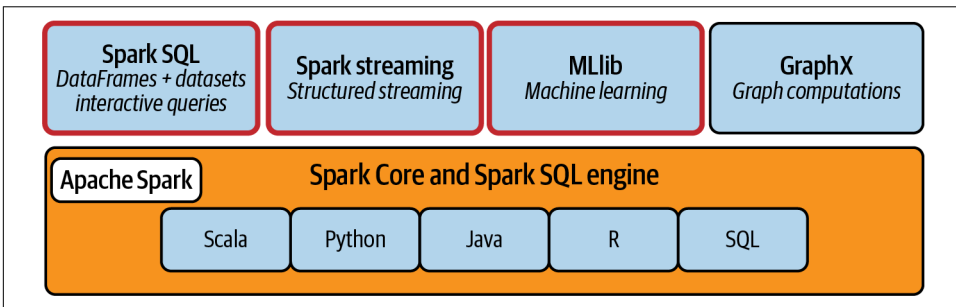 Spark SQL
DataFrames + datasets
interactive queries
Spark streaming
Structured streaming
MLlib
Machine learning
GraphX
Graph computations
Apache Spark
Spark Core and Spark SQL engine
Scala
Python
Java
R
SQL